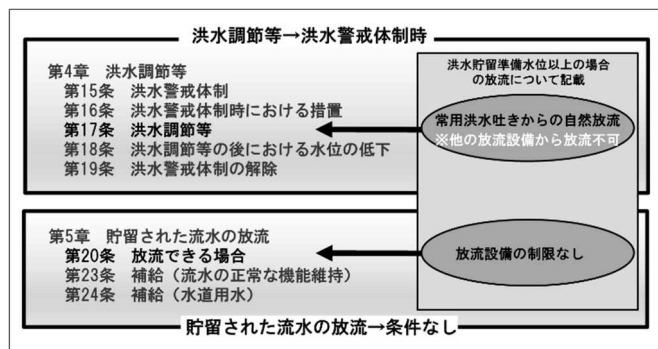 洪水調節等→洪水警戒体制時
第4章 洪水調節等
第15条 洪水警戒体制
第16条 洪水警戒体制時における措置
第17条 洪水調節等
第18条 洪水調節等の後における水位の低下
第19条 洪水警戒体制の解除
洪水貯留準備水位以上の場合
の放流について記載
常用洪水吐きからの自然放流
※他の放流設備から放流不可
第5章 貯留された流水の放流
第20条 放流できる場合
第23条 補給（流水の正常な機能維持）
第24条 補給（水道用水）
放流設備の制限なし
貯留された流水の放流→条件なし